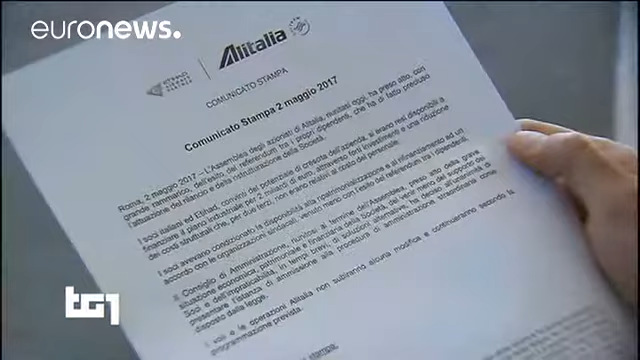 euronews.
ETIHAD
AIRWAYS
PARTNER
Alitalia
COMUNICATO STAMPA
Comunicato Stampa 2 maggio 2017
Roma, 2 maggio 2017 – L'Assemblea degli azionisti di Alitalia, riunitasi oggi, ha preso atto, con
grande rammarico, dell'esito del referendum tra i propri dipendenti, che ha di fatto precluso
l'attuazione del piano di rilancio e della ristrutturazione della Società.
I soci italiani ed Etihad, convinti del potenziale di crescita dell'azienda, si erano resi disponibili a
finanziare il piano industriale per 2 miliardi di euro, attraverso forti investimenti e una riduzione
dei costi strutturali che, per due terzi, non erano relativi al costo del personale.
I soci avevano condizionato la disponibilità alla ripatrimonializzazione e al rifinanziamento ad un
accordo con le organizzazioni sindacali, venuto meno con l'esito del referendum tra i dipendenti.
Il Consiglio di Amministrazione, riunitosi al termine dell'Assemblea, preso atto della grave
situazione economica, patrimoniale e finanziaria della Società, del venir meno del supporto dei
Soci e dell'impraticabilità, in tempi brevi, di soluzioni alternative, ha deciso, all'unanimità, di
presentare l'istanza di ammissione alla procedura di amministrazione straordinaria come
disposto dalla legge.
I voli e le operazioni Alitalia non subiranno alcuna modifica e continueranno secondo la
programmazione prevista.
stampa:
tg1